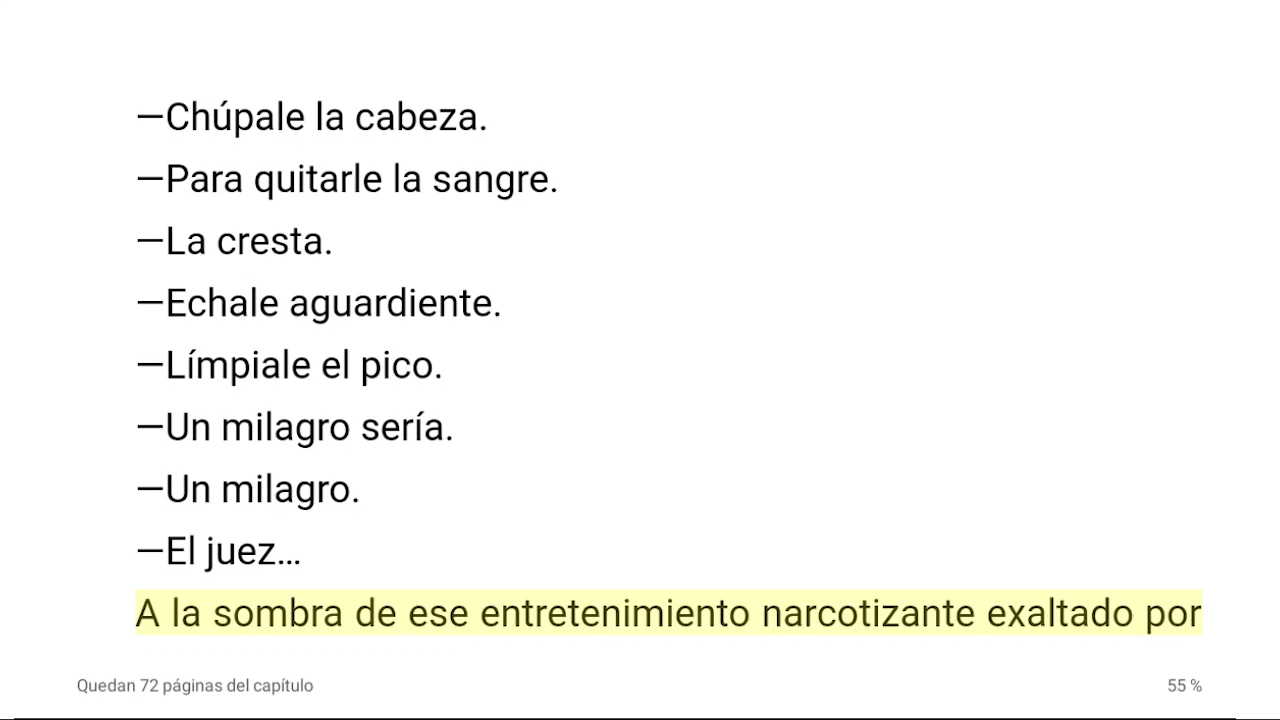 —Chúpale la cabeza.
—Para quitarle la sangre.
—La cresta.
—Echale aguardiente.
—Límpiale el pico.
—Un milagro sería.
—Un milagro.
—El juez…
A la sombra de ese entretenimiento narcotizante exaltado por
Quedan 72 páginas del capítulo
55 %